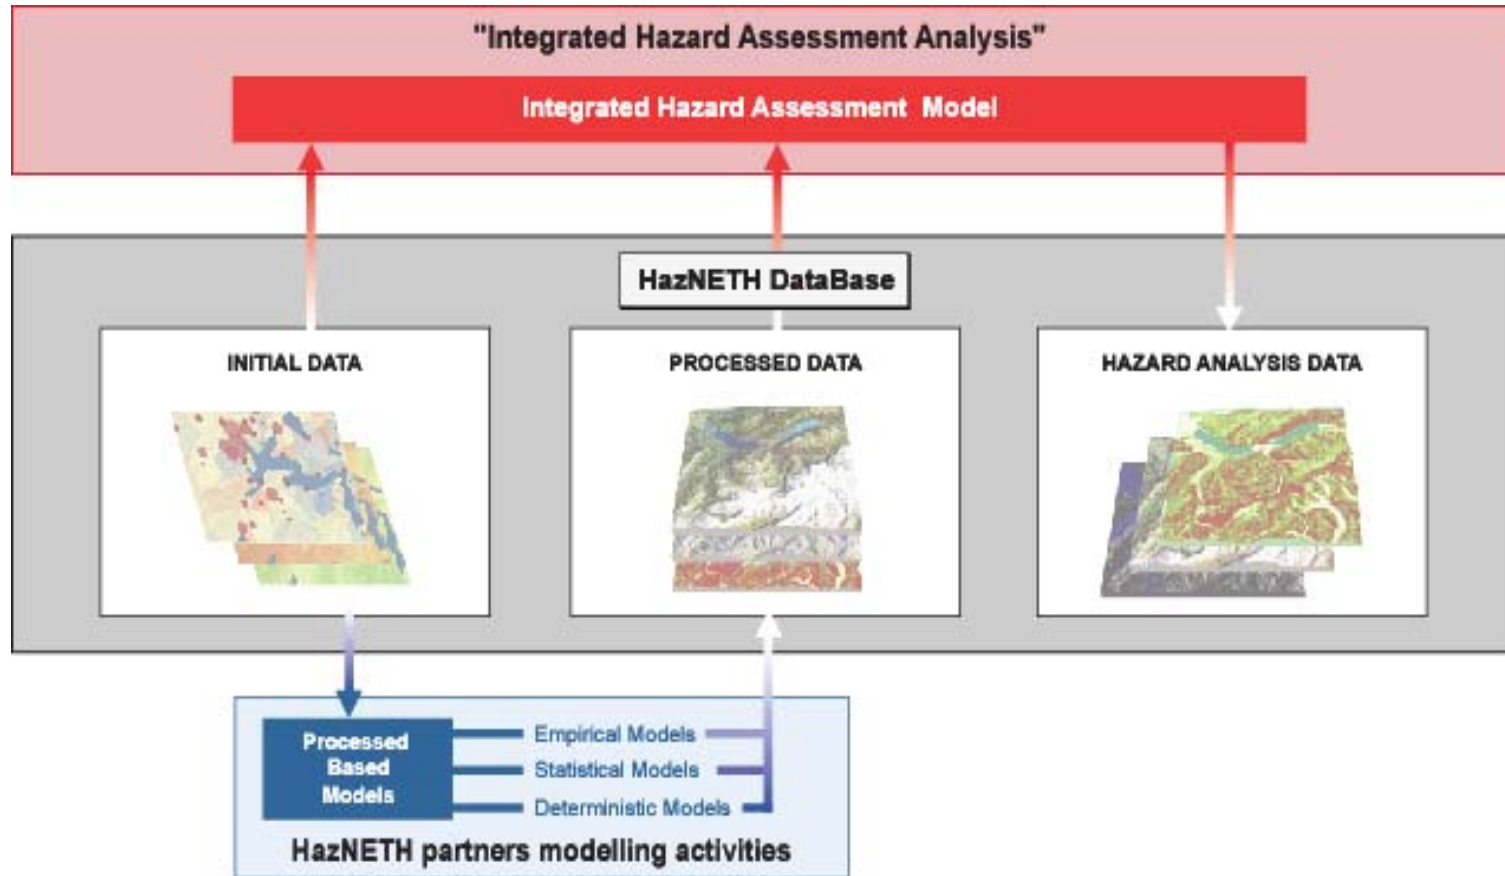 "Integrated Hazard Assessment Analysis"
Integrated Hazard Assessment Model
HazNETH DataBase
INITIAL DATA
PROCESSED DATA
HAZARD ANALYSIS DATA
Processed
Based
Models
Empirical Models
Statistical Models
Deterministic Models
HazNETH partners modelling activities